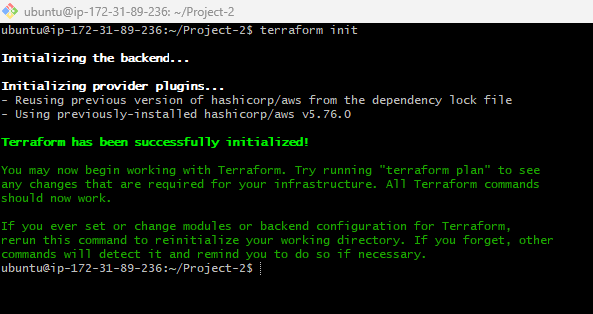 ubuntu@ip-172-31-89-236: ~/Project-2
ubuntu@ip-172-31-89-236:~/Project-2$ terraform init
Initializing the backend...
Initializing provider plugins...
- Reusing previous version of hashicorp/aws from the dependency lock file
- Using previously-installed hashicorp/aws v5.76.0
Terraform has been successfully initialized!
You may now begin working with Terraform. Try running "terraform plan" to see
any changes that are required for your infrastructure. All Terraform commands
should now work.
If you ever set or change modules or backend configuration for Terraform,
rerun this command to reinitialize your working directory. If you forget, other
commands will detect it and remind you to do so if necessary.
ubuntu@ip-172-31-89-236:~/Project-2$